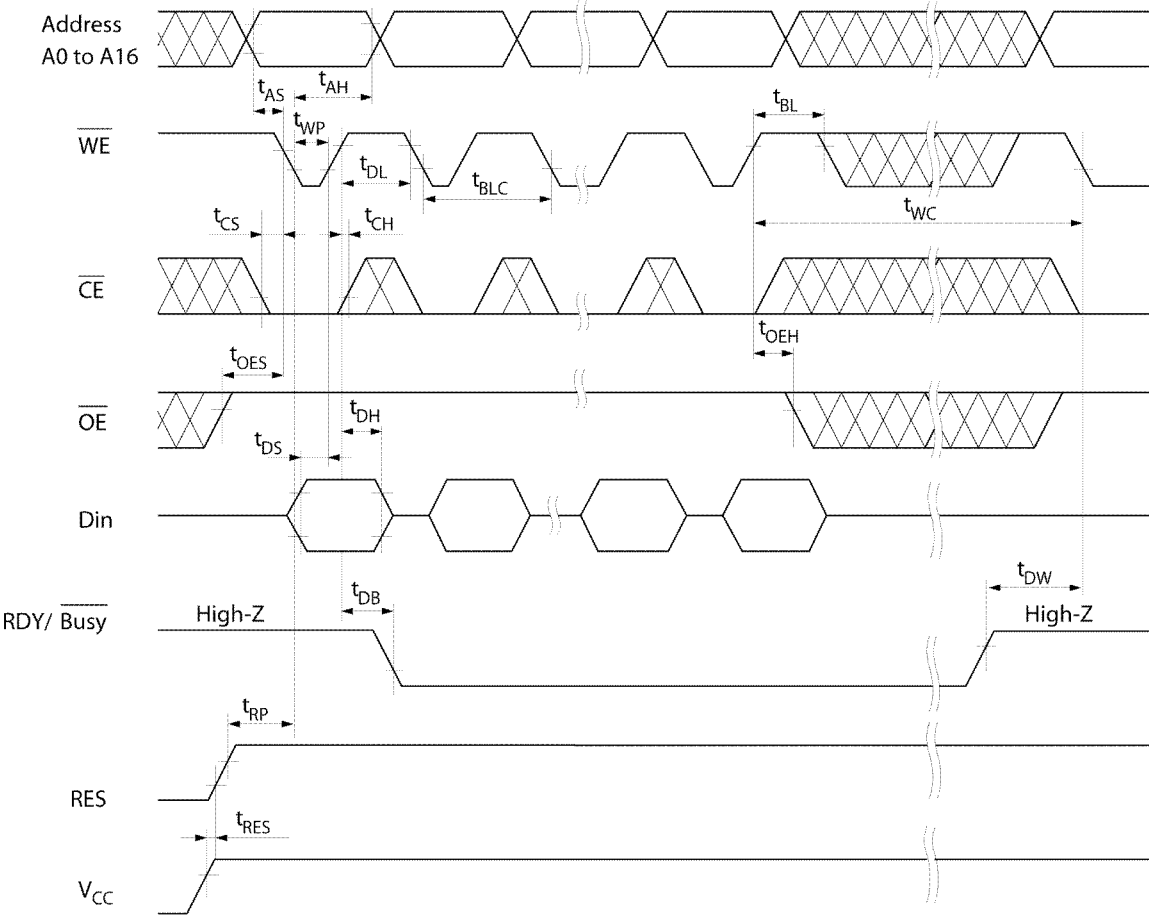 Address
A0 to A16
tAS
tAH
tBL
WE
tWP
tDL
tBLC
tWC
tCS
tCH
CE
tOEH
tOES
OE
tDH
tDS
Din
tDW
tDB
RDY/ Busy
High-Z
High-Z
tRP
RES
tRES
VCC